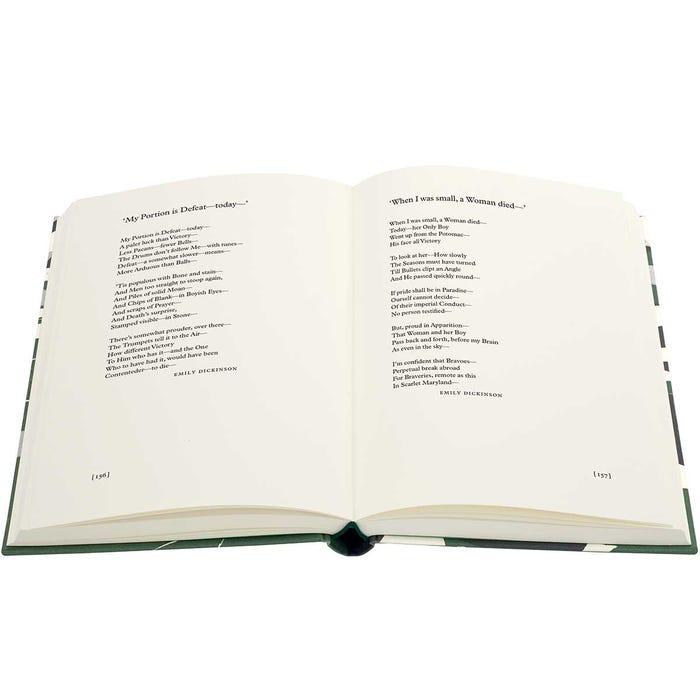 'My Portion is Defeat—today—'
My Portion is Defeat—today—
A paler luck than Victory—
Less Paeans—fewer Bells—
The Drums don't follow Me—with tunes—
Defeat—a somewhat slower—means—
More Arduous than Balls—
'Tis populous with Bone and stain—
And Men too straight to stoop again,
And Piles of solid Moan—
And Chips of Blank—in Boyish Eyes—
And scraps of Prayer—
And Death's surprise,
Stamped visible—in Stone—
There's somewhat prouder, over there—
The Trumpets tell it to the Air—
How different Victory
To Him who has it—and the One
Who to have had it, would have been
Contenteder—to die—
EMILY DICKINSON
[156]
'When I was small, a Woman died—'
When I was small, a Woman died—
Today—her Only Boy
Went up from the Potomac—
His face all Victory
To look at her—How slowly
The Seasons must have turned
Till Bullets clipt an Angle
And He passed quickly round—
If pride shall be in Paradise—
Ourself cannot decide—
Of their imperial Conduct—
No person testified—
But, proud in Apparition—
That Woman and her Boy
Pass back and forth, before my Brain
As even in the sky—
I'm confident that Bravoes—
Perpetual break abroad
For Braveries, remote as this
In Scarlet Maryland—
EMILY DICKINSON
[157]